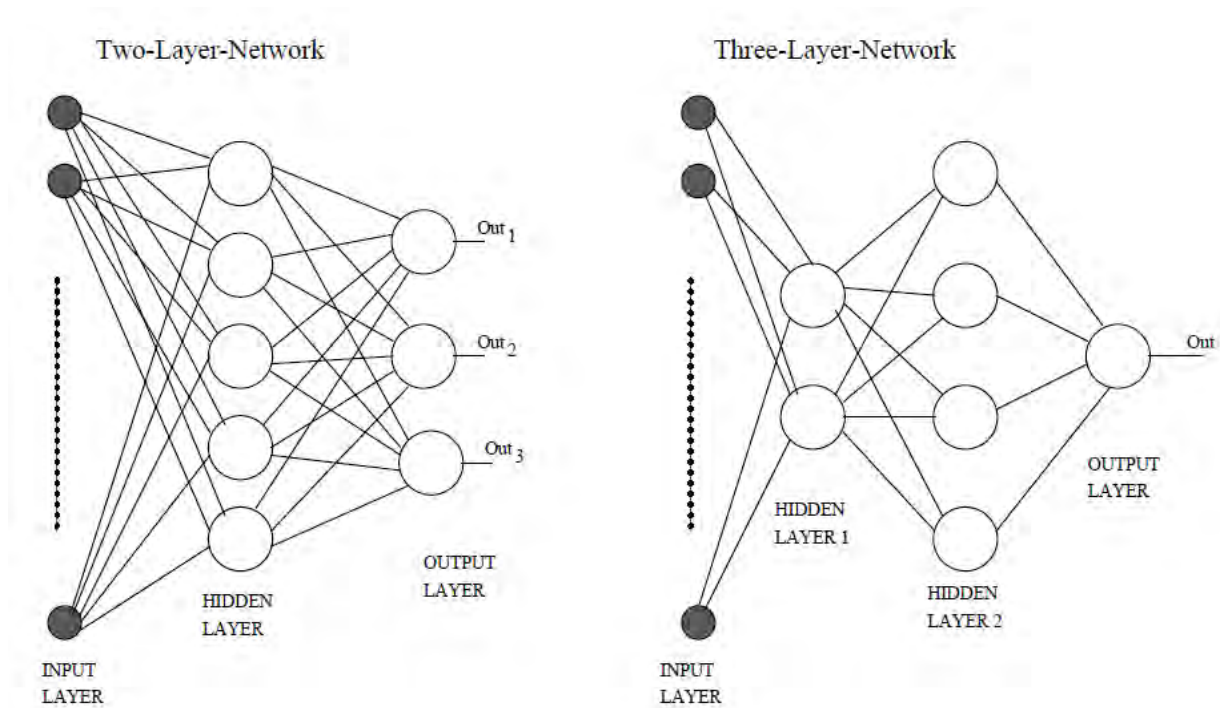 Two-Layer-Network
Out 1
Out 2
Out 3
OUTPUT
LAYER
HIDDEN
LAYER
INPUT
LAYER
Three-Layer-Network
Out
OUTPUT
LAYER
HIDDEN
LAYER 1
HIDDEN
LAYER 2
INPUT
LAYER